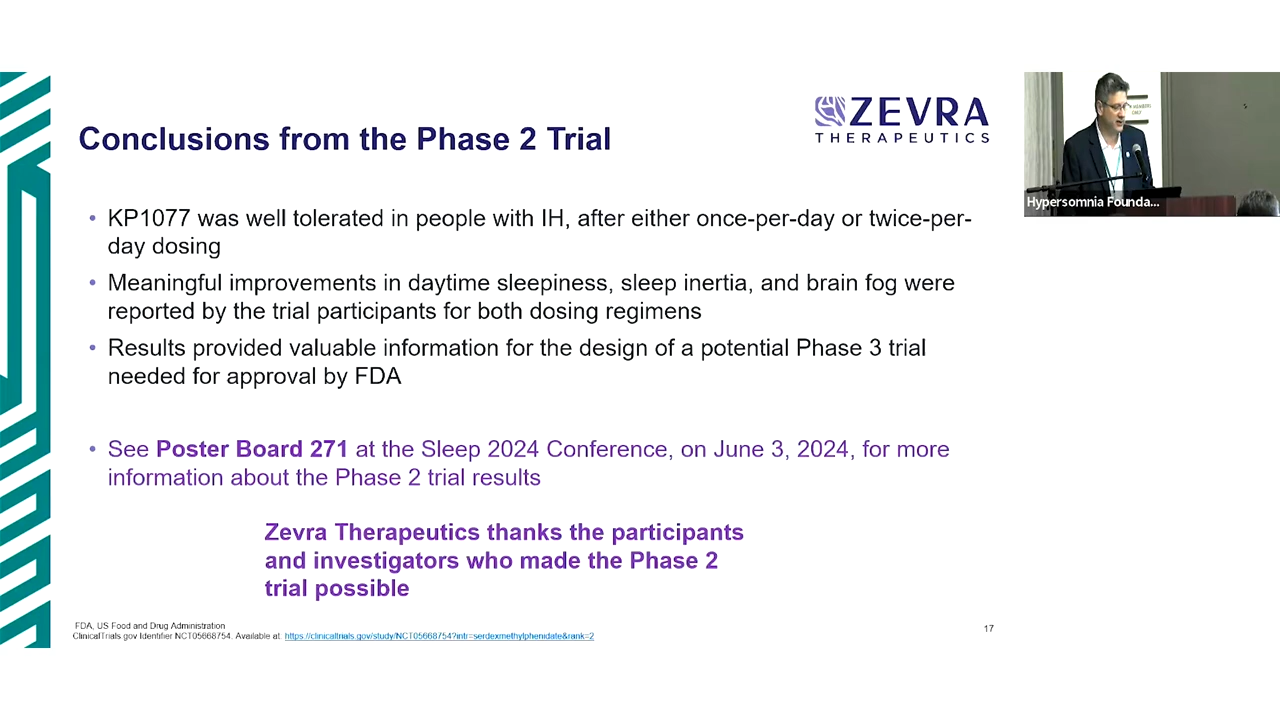 ZEVRA
THERAPEUTICS
Conclusions from the Phase 2 Trial
• KP1077 was well tolerated in people with IH, after either once-per-day or twice-per-
day dosing
• Meaningful improvements in daytime sleepiness, sleep inertia, and brain fog were
reported by the trial participants for both dosing regimens
• Results provided valuable information for the design of a potential Phase 3 trial
needed for approval by FDA
• See Poster Board 271 at the Sleep 2024 Conference, on June 3, 2024, for more
information about the Phase 2 trial results
Zevra Therapeutics thanks the participants
and investigators who made the Phase 2
trial possible
FDA, US Food and Drug Administration
ClinicalTrials.gov Identifier NCT05668754. Available at: https://clinicaltrials.gov/study/NCT05668754?intr=serdexmethylphenidate&rank=2
17
Hypersomnia Founda...